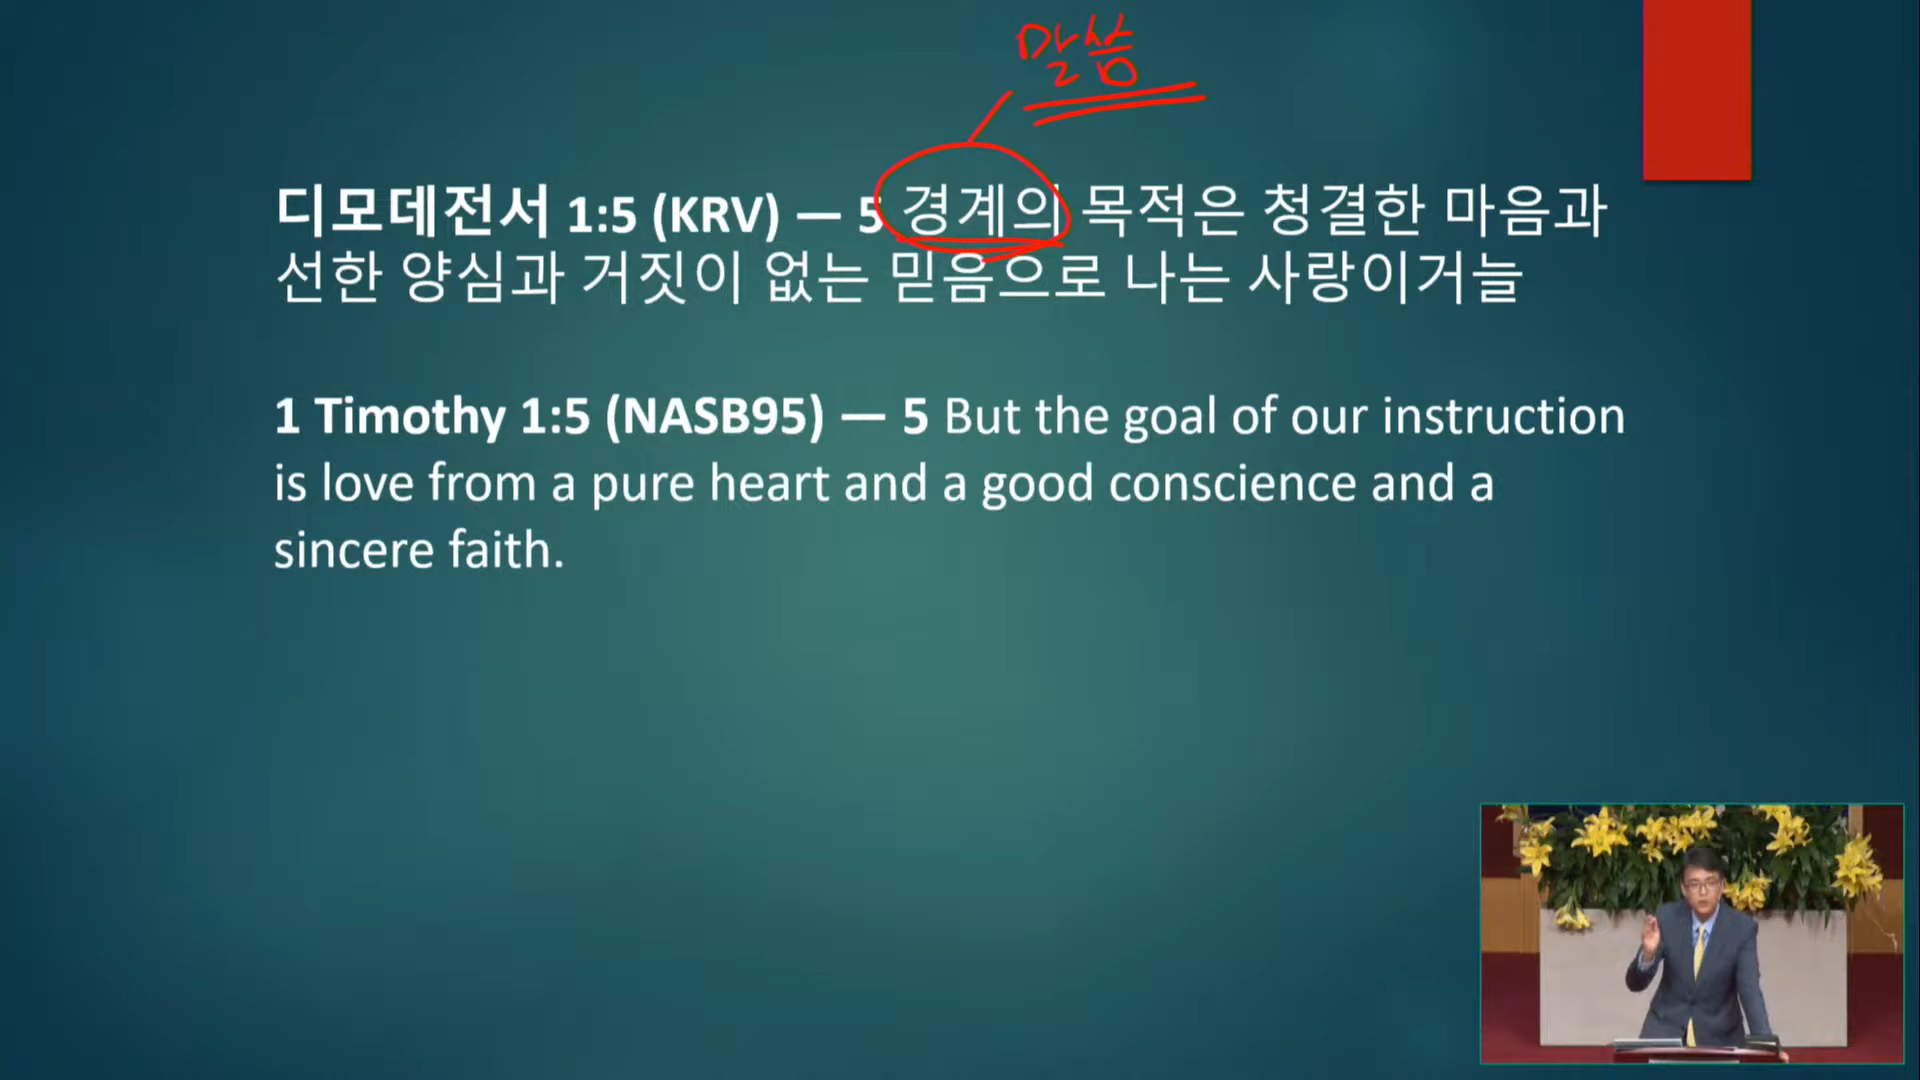 말씀
디모데전서 1:5 (KRV) — 5 경계의 목적은 청결한 마음과
선한 양심과 거짓이 없는 믿음으로 나는 사랑이거늘
1 Timothy 1:5 (NASB95) — 5 But the goal of our instruction
is love from a pure heart and a good conscience and a
sincere faith.